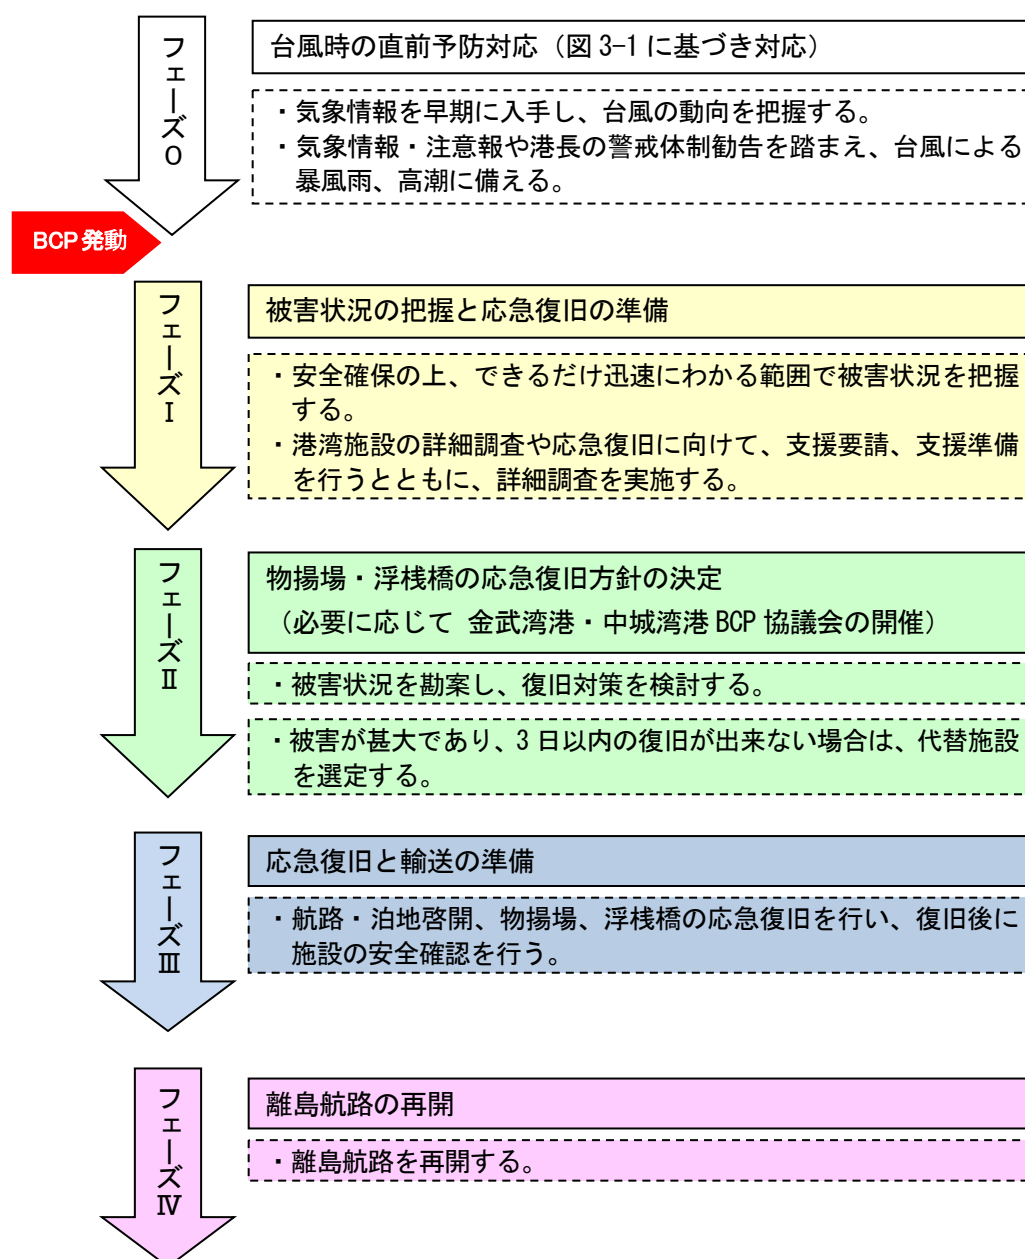 フェーズ0
台風時の直前予防対応（図 3-1 に基づき対応）
・気象情報を早期に入手し、台風の動向を把握する。
・気象情報・注意報や港長の警戒体制勧告を踏まえ、台風による
暴風雨、高潮に備える。
BCP 発動
フェーズⅠ
被害状況の把握と応急復旧の準備
・安全確保の上、できるだけ迅速にわかる範囲で被害状況を把握
する。
・港湾施設の詳細調査や応急復旧に向けて、支援要請、支援準備
を行うとともに、詳細調査を実施する。
フェーズⅡ
物揚場・浮桟橋の応急復旧方針の決定
（必要に応じて 金武湾港・中城湾港 BCP 協議会の開催）
・被害状況を勘案し、復旧対策を検討する。
・被害が甚大であり、3 日以内の復旧が出来ない場合は、代替施設
を選定する。
フェーズⅢ
応急復旧と輸送の準備
・航路・泊地啓開、物揚場、浮桟橋の応急復旧を行い、復旧後に
施設の安全確認を行う。
フェーズⅣ
離島航路の再開
・離島航路を再開する。